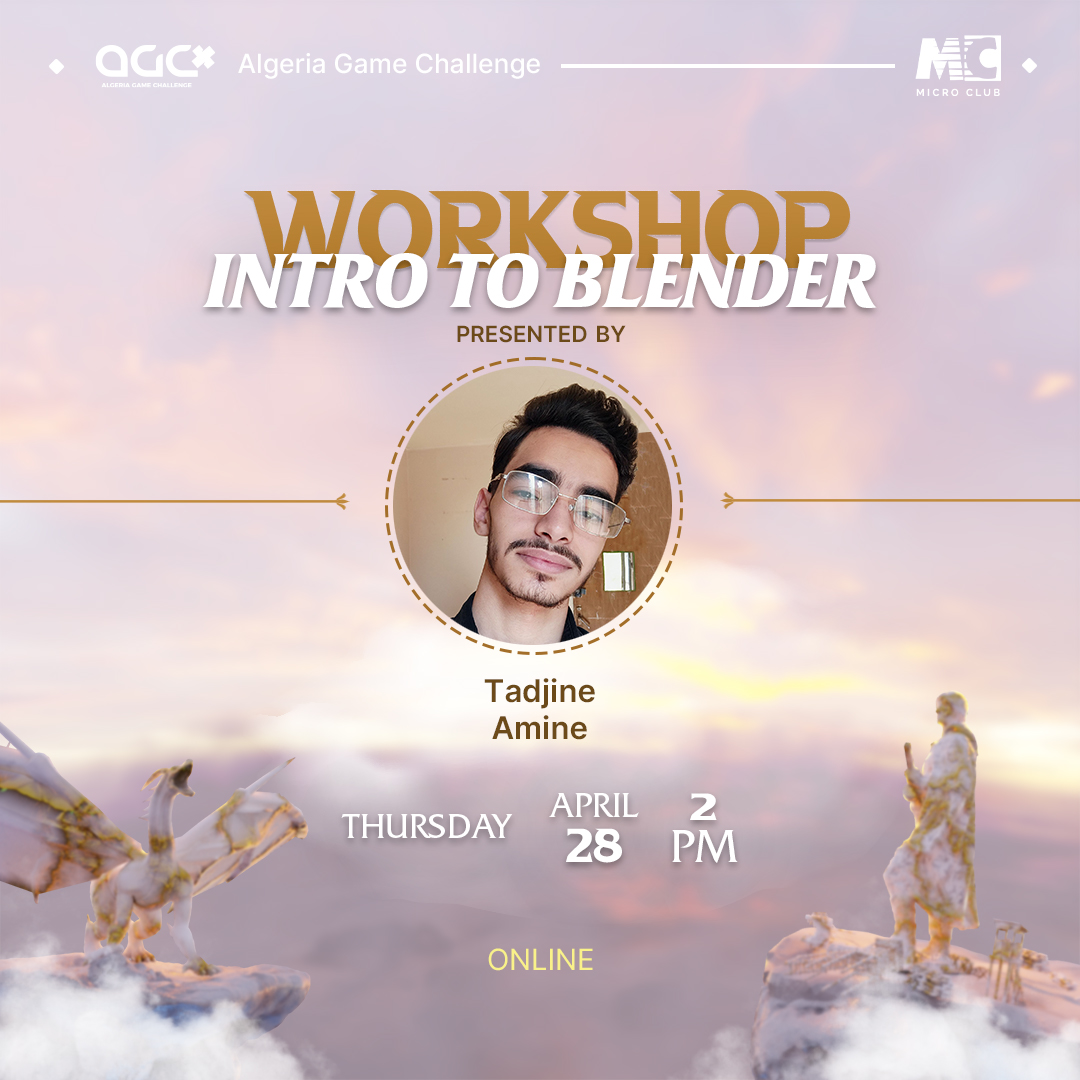 AGCx
ALGERIA GAME CHALLENGE
Algeria Game Challenge
MC
MICRO CLUB
WORKSHOP
INTRO TO BLENDER
PRESENTED BY
Tadjine
Amine
THURSDAY
APRIL
28
2
PM
ONLINE